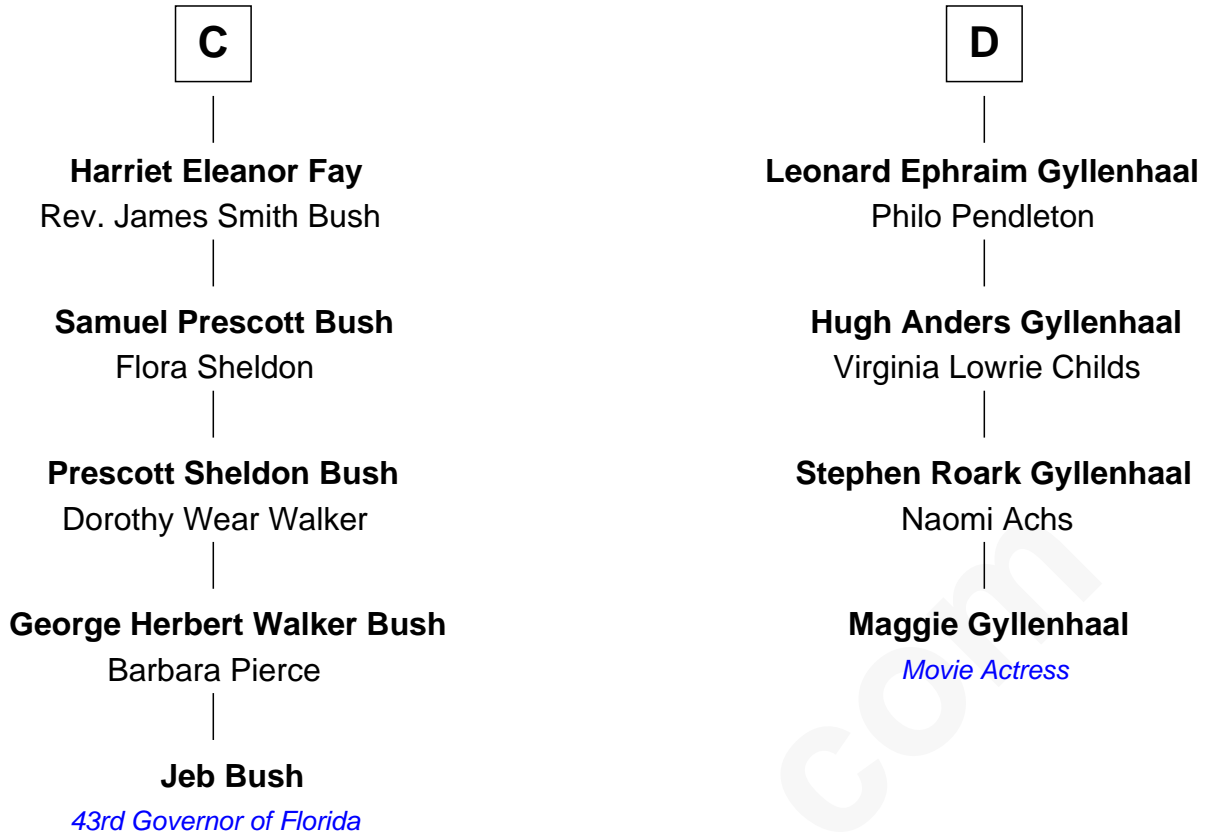 C
Harriet Eleanor Fay
Rev. James Smith Bush
Samuel Prescott Bush
Flora Sheldon
Prescott Sheldon Bush
Dorothy Wear Walker
George Herbert Walker Bush
Barbara Pierce
Jeb Bush
43rd Governor of Florida
D
Leonard Ephraim Gyllenhaal
Philo Pendleton
Hugh Anders Gyllenhaal
Virginia Lowrie Childs
Stephen Roark Gyllenhaal
Naomi Achs
Maggie Gyllenhaal
Movie Actress
com